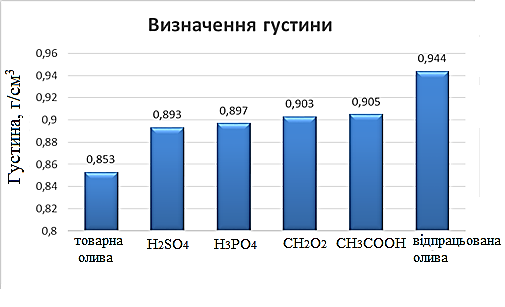 Визначення густини
Густина, г/см³
0,96
0,94
0,92
0,9
0,88
0,86
0,84
0,82
0,8
0,853
0,893
0,897
0,903
0,905
0,944
товарна
олива
H2SO4
H3PO4
CH2O2
CH3COOH
відпрацьована
олива